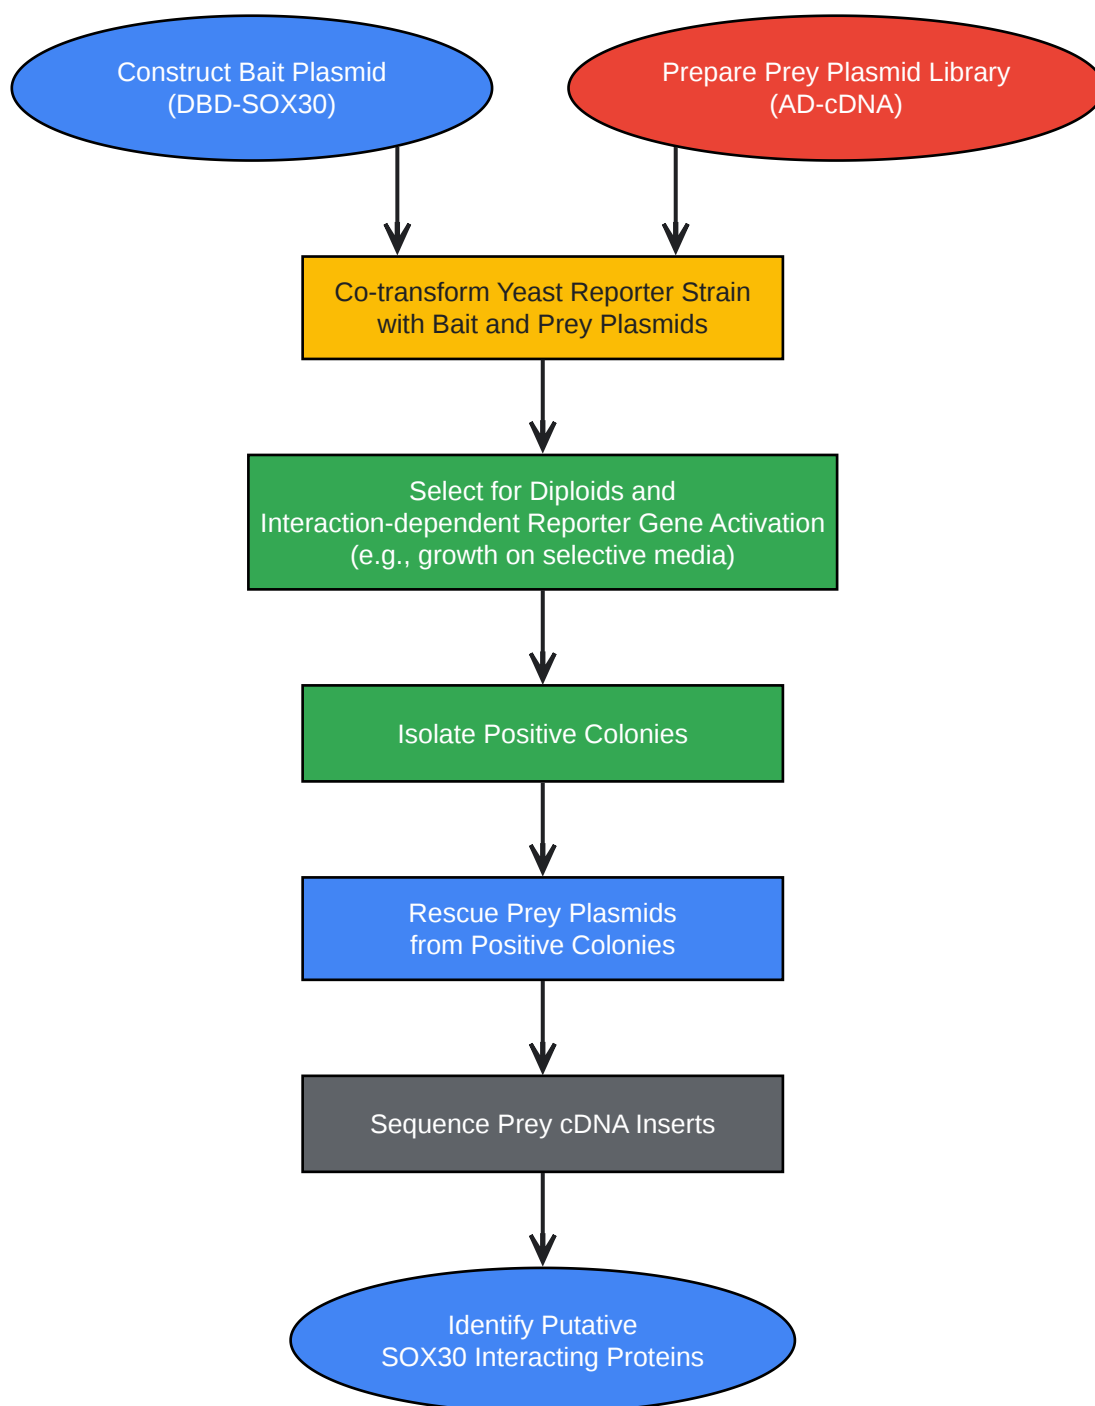 Construct Bait Plasmid
(DBD-SOX30)
Prepare Prey Plasmid Library
(AD-cDNA)
Co-transform Yeast Reporter Strain
with Bait and Prey Plasmids
Select for Diploids and
Interaction-dependent Reporter Gene Activation
(e.g., growth on selective media)
Isolate Positive Colonies
Rescue Prey Plasmids
from Positive Colonies
Sequence Prey cDNA Inserts
Identify Putative
SOX30 Interacting Proteins